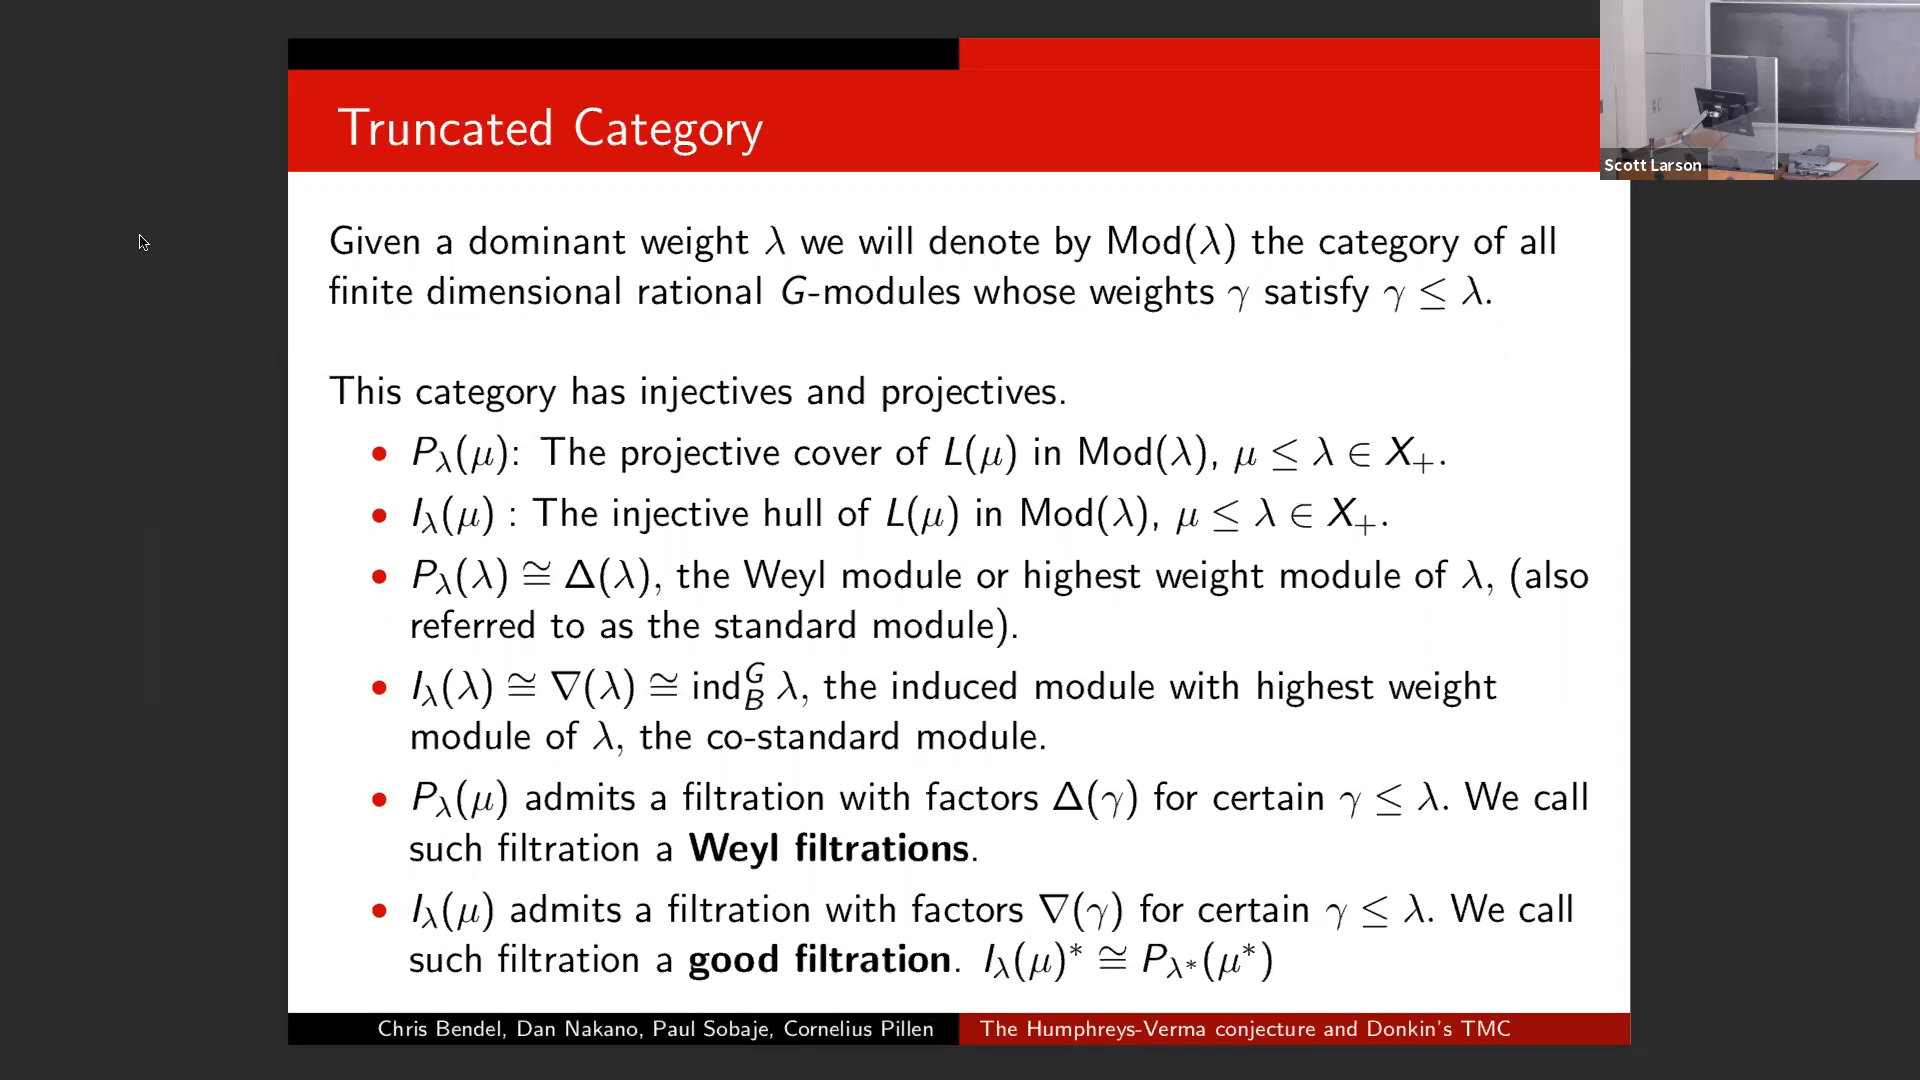 Truncated Category
Scott Larson
Given a dominant weight λ we will denote by Mod(λ) the category of all
finite dimensional rational G-modules whose weights γ satisfy γ ≤ λ.
This category has injectives and projectives.
• P_λ(μ): The projective cover of L(μ) in Mod(λ), μ ≤ λ ∈ X₊.
• I_λ(μ) : The injective hull of L(μ) in Mod(λ), μ ≤ λ ∈ X₊.
• P_λ(λ) ≅ Δ(λ), the Weyl module or highest weight module of λ, (also
referred to as the standard module).
• I_λ(λ) ≅ ∇(λ) ≅ ind_B^G λ, the induced module with highest weight
module of λ, the co-standard module.
• P_λ(μ) admits a filtration with factors Δ(γ) for certain γ ≤ λ. We call
such filtration a Weyl filtrations.
• I_λ(μ) admits a filtration with factors ∇(γ) for certain γ ≤ λ. We call
such filtration a good filtration. I_λ(μ)* ≅ P_λ*(μ*)
Chris Bendel, Dan Nakano, Paul Sobaje, Cornelius Pillen
The Humphreys-Verma conjecture and Donkin's TMC